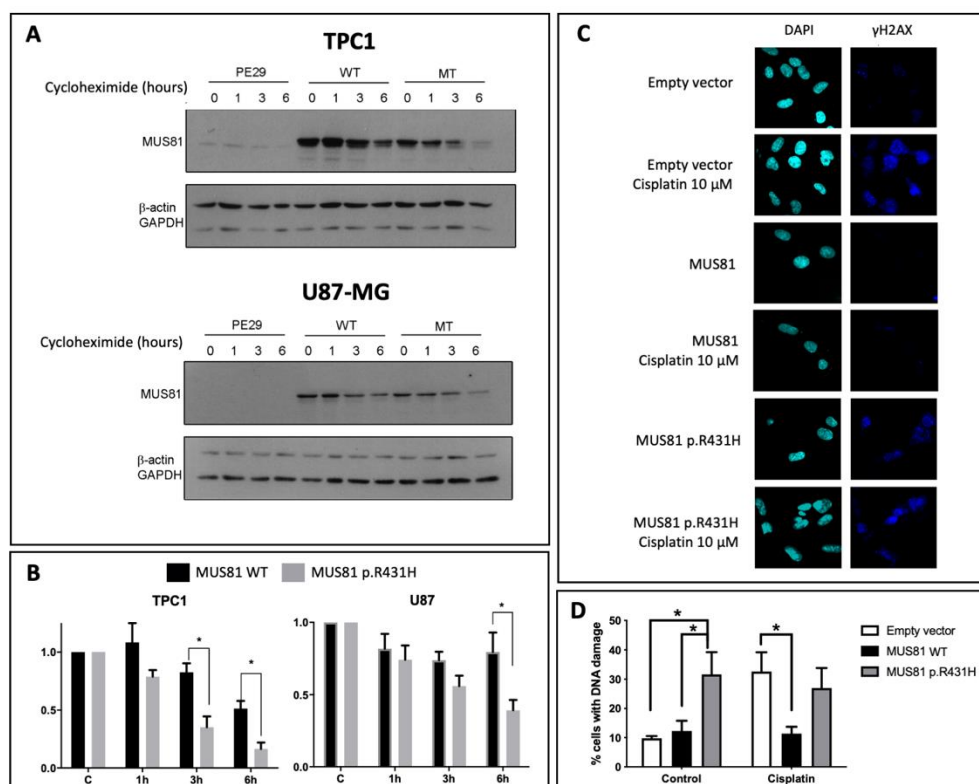 A
TPC1
PE29 WT MT
Cycloheximide (hours)
0 1 3 6 0 1 3 6 0 1 3 6
MUS81
β-actin
GAPDH
U87-MG
PE29 WT MT
Cycloheximide (hours)
0 1 3 6 0 1 3 6 0 1 3 6
MUS81
β-actin
GAPDH
B
MUS81 WT MUS81 p.R431H
TPC1
1.0
0.5
0.0
* *
C 1h 3h 6h
U87
1.0
0.5
0.0
*
C 1h 3h 6h
C
DAPI γH2AX
Empty vector
Empty vector
Cisplatin 10 μM
MUS81
MUS81
Cisplatin 10 μM
MUS81 p.R431H
MUS81 p.R431H
Cisplatin 10 μM
D
% cells with DNA damage
50
40
30
20
10
0
* * *
Control Cisplatin
Empty vector
MUS81 WT
MUS81 p.R431H